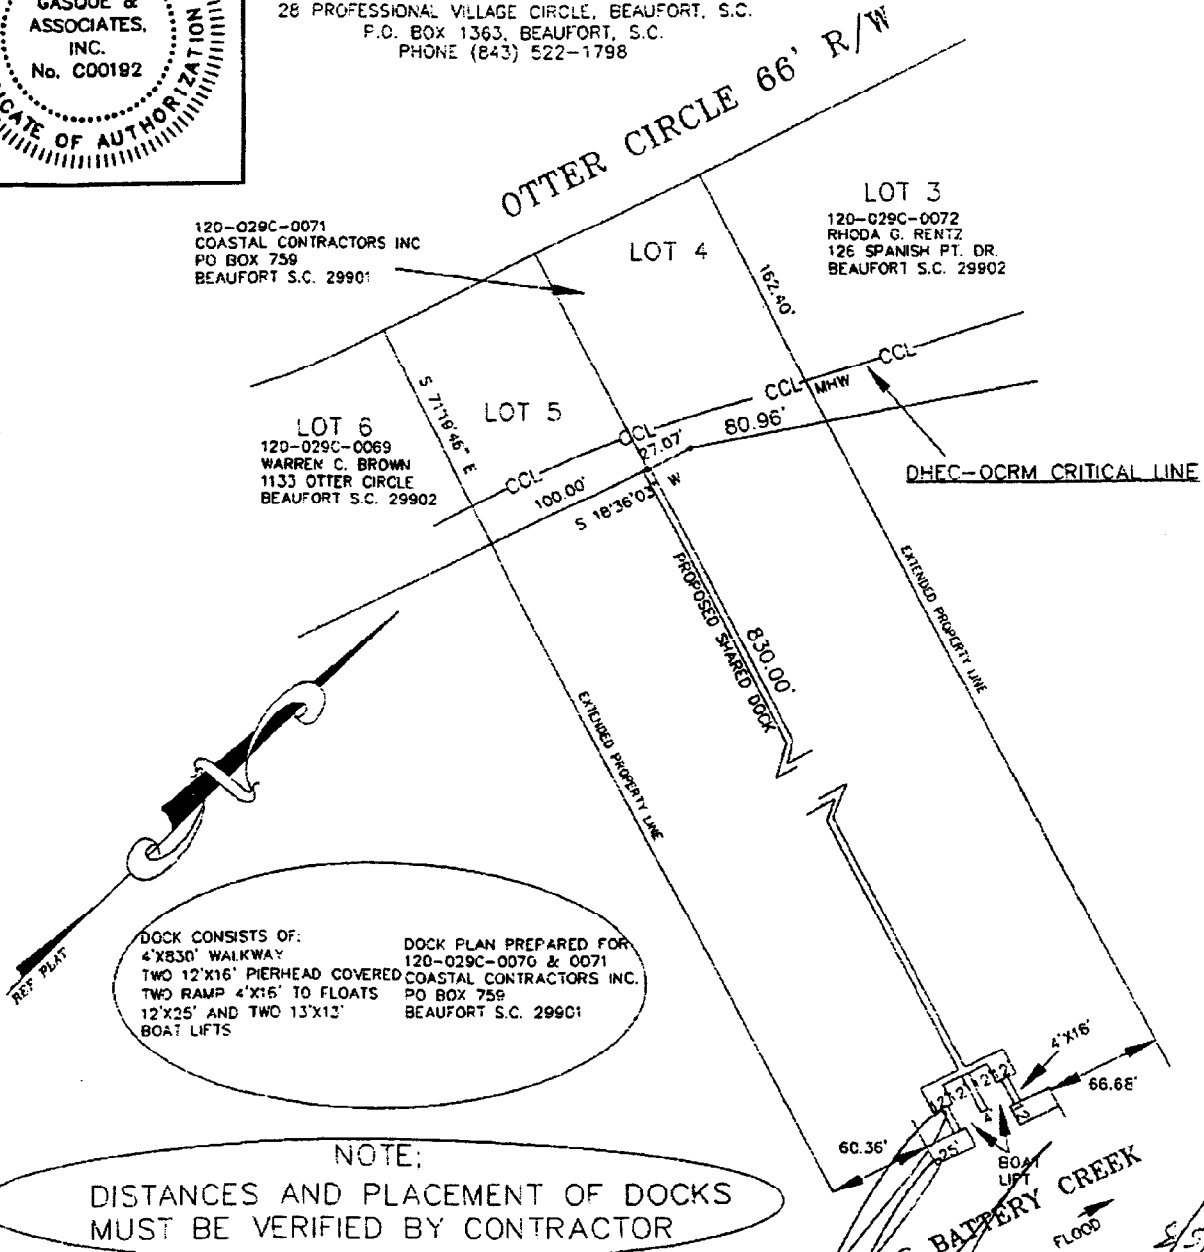 GASQUE &
ASSOCIATES,
INC.
No. C00192
CATE OF AUTHORIZATION
28 PROFESSIONAL VILLAGE CIRCLE, BEAUFORT, S.C.
P.O. BOX 1363, BEAUFORT, S.C.
PHONE (843) 522-1798
OTTER CIRCLE 66' R/W
120-029C-0071
COASTAL CONTRACTORS INC
PO BOX 759
BEAUFORT S.C. 29901
LOT 4
LOT 3
120-029C-0072
RHODA G. RENTZ
126 SPANISH PT. DR.
BEAUFORT S.C. 29902
162.40'
S 71°19'46" E
LOT 5
LOT 6
120-029C-0069
WARREN C. BROWN
1133 OTTER CIRCLE
BEAUFORT S.C. 29902
CCL
CCL
CCL
CCL
MHW
27.07'
80.96'
100.00'
S 18°36'03" W
DHEC-OCRM CRITICAL LINE
PROPOSED SHARED DOCK
830.00'
EXTENDED PROPERTY LINE
EXTENDED PROPERTY LINE
REF PLAT
DOCK CONSISTS OF:
4'X830' WALKWAY
TWO 12'X16' PIERHEAD COVERED
TWO RAMP 4'X16' TO FLOATS
12'X25' AND TWO 13'X13'
BOAT LIFTS
DOCK PLAN PREPARED FOR
120-029C-0070 & 0071
COASTAL CONTRACTORS INC.
PO BOX 759
BEAUFORT S.C. 29901
4'X16'
66.68'
12
12
12
12
4
12
60.36'
25'
BOAT
LIFT
BATTERY CREEK
FLOOD
NOTE:
DISTANCES AND PLACEMENT OF DOCKS
MUST BE VERIFIED BY CONTRACTOR